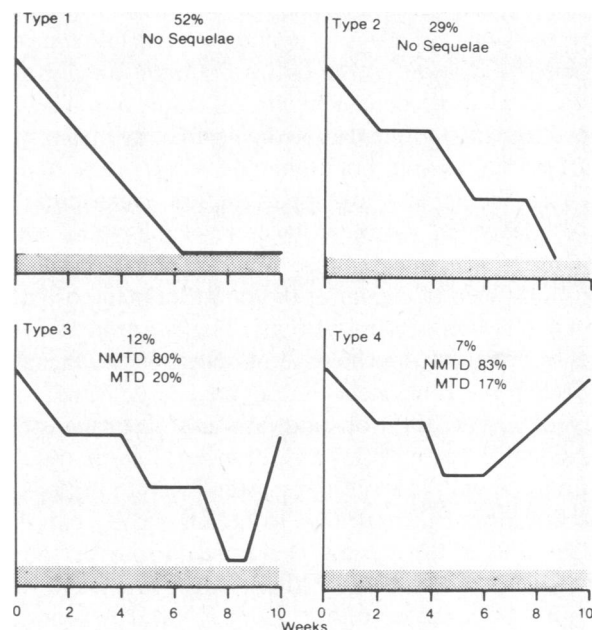 Type 1
52%
No Sequelae
Type 2
29%
No Sequelae
Type 3
12%
NMTD 80%
MTD 20%
Type 4
7%
NMTD 83%
MTD 17%
0 2 4 6 8 10 0 2 4 6 8 10
Weeks